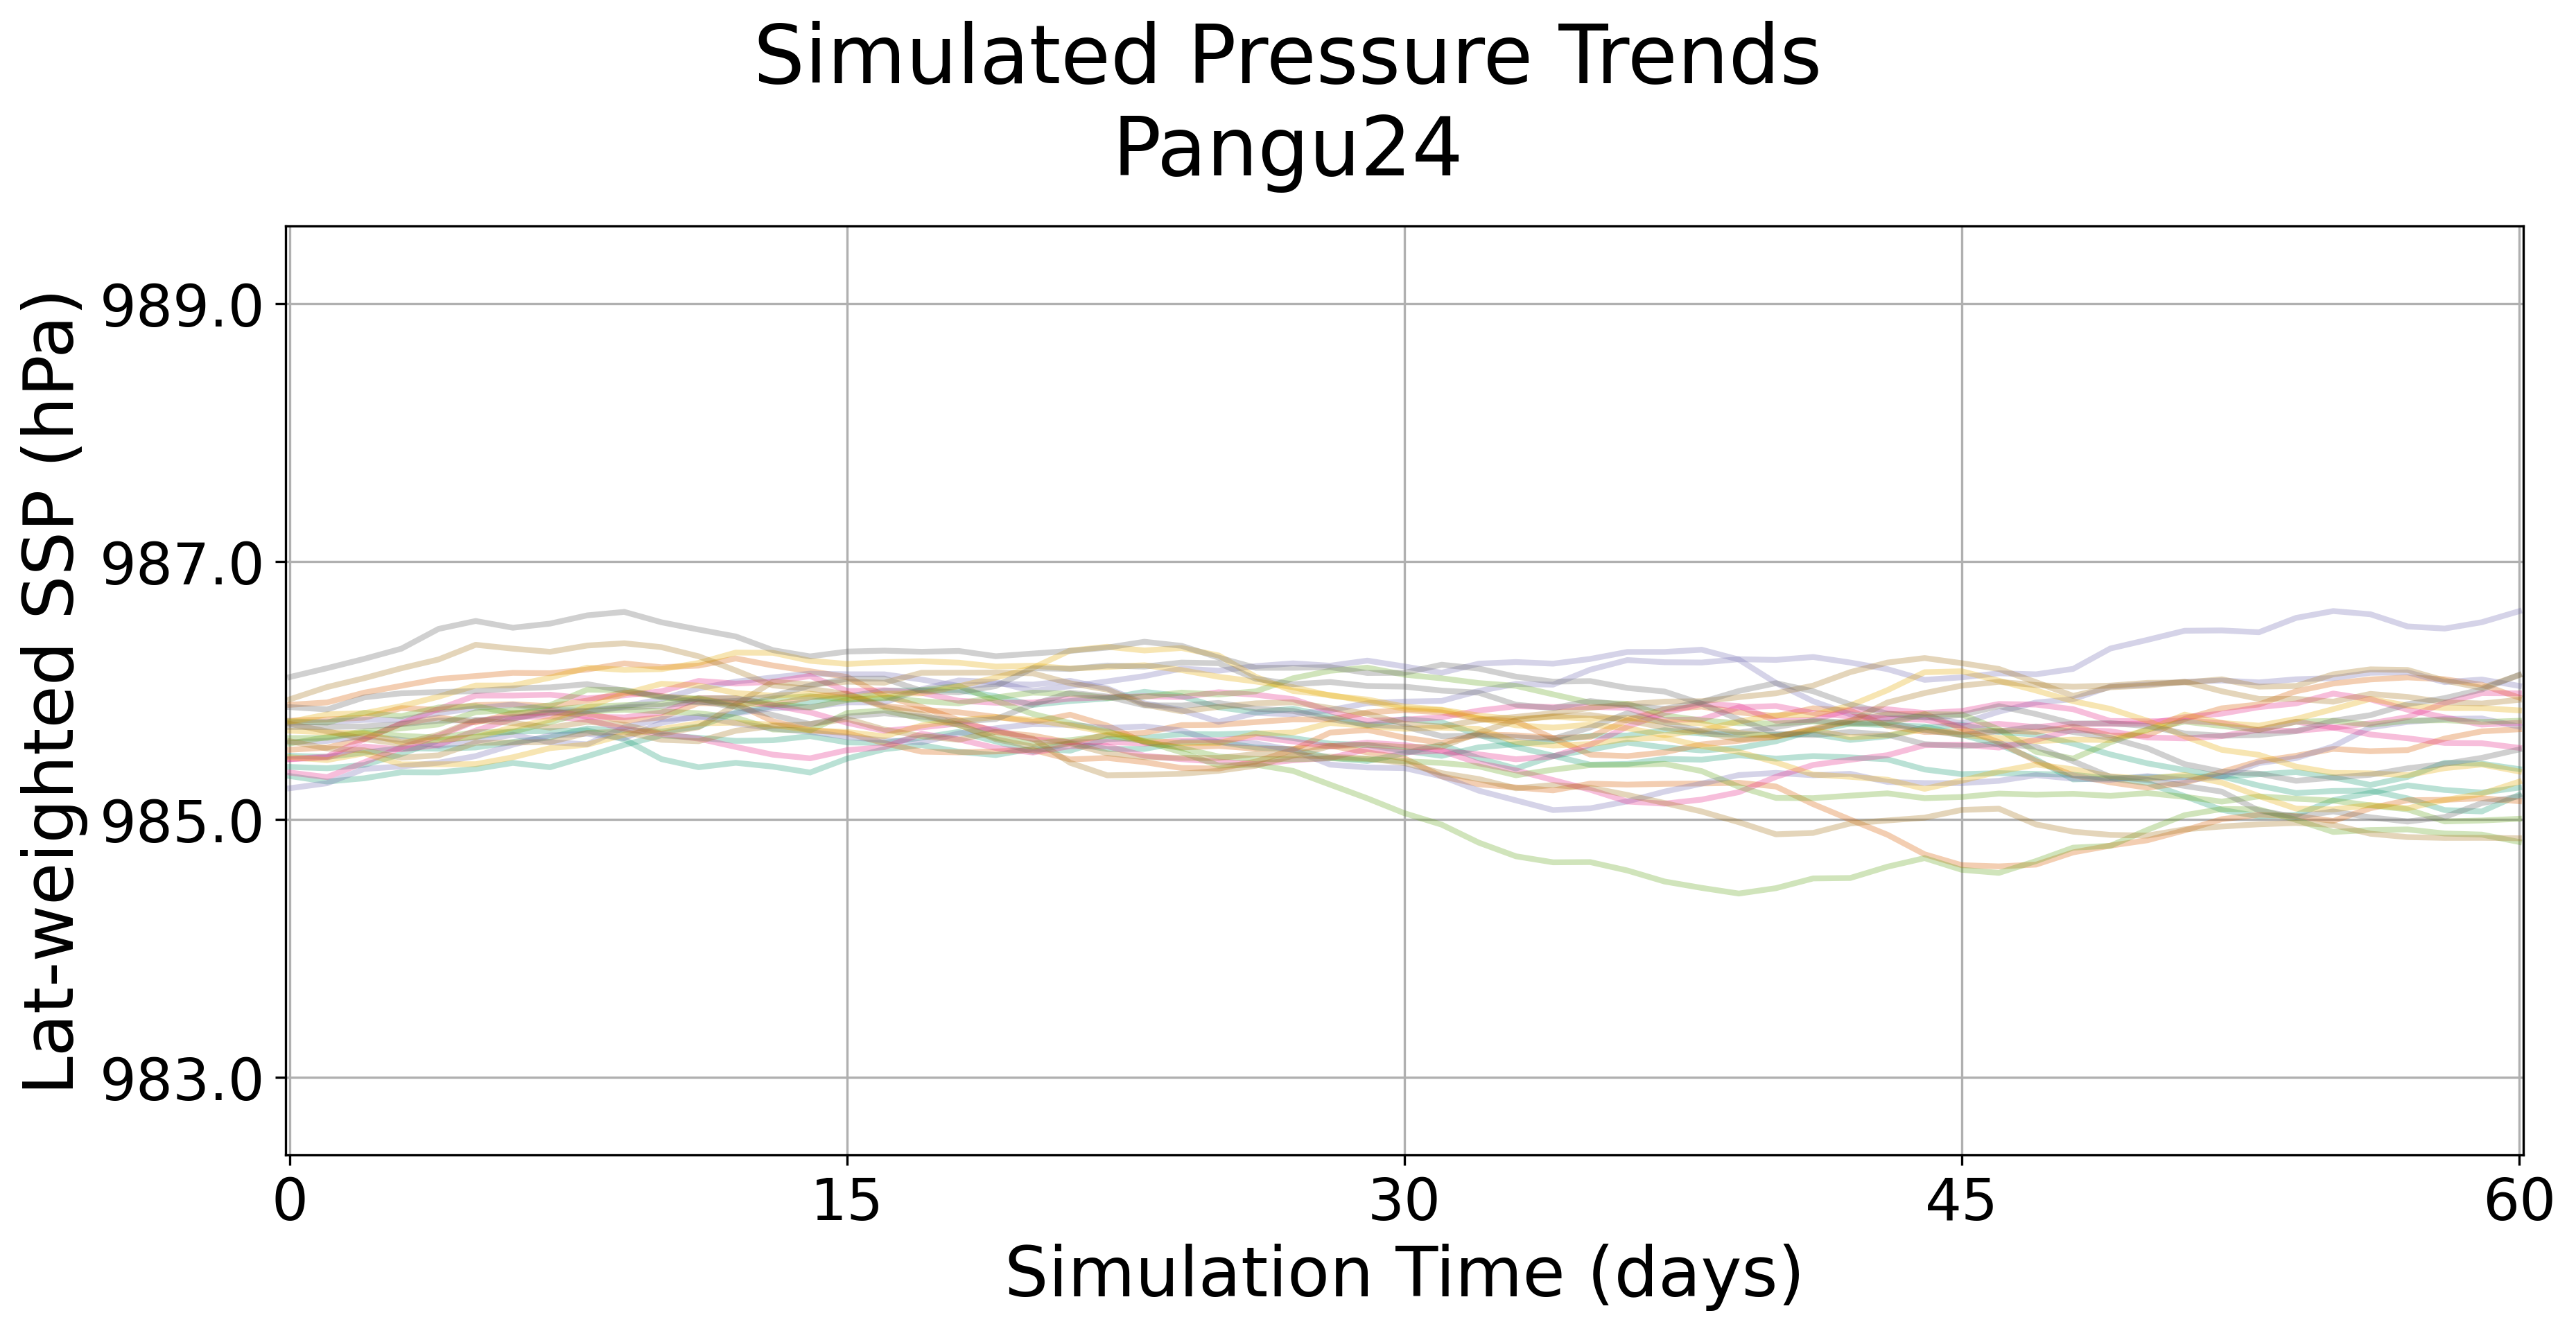 Simulated Pressure Trends
Pangu24
Lat-weighted SSP (hPa)
989.0
987.0
985.0
983.0
0 15 30 45 60
Simulation Time (days)